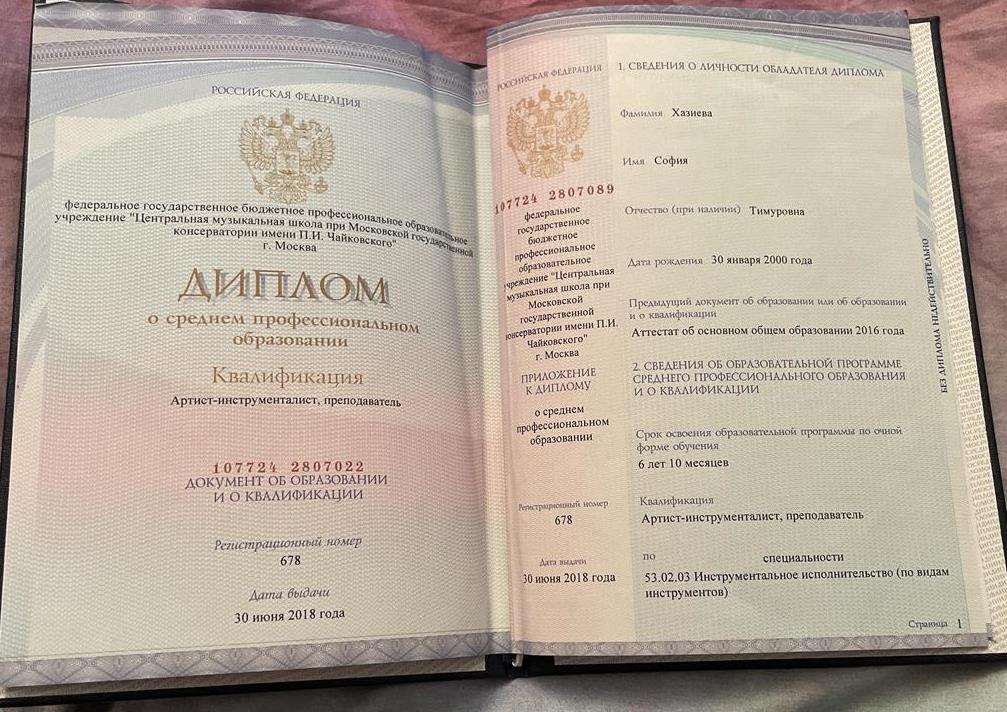 РОССИЙСКАЯ ФЕДЕРАЦИЯ
федеральное государственное бюджетное профессиональное образовательное
учреждение "Центральная музыкальная школа при Московской государственной
консерватории имени П.И. Чайковского"
г. Москва
ДИПЛОМ
о среднем профессиональном
образовании
Квалификация
Артист-инструменталист, преподаватель
107724 2807022
ДОКУМЕНТ ОБ ОБРАЗОВАНИИ
И О КВАЛИФИКАЦИИ
Регистрационный номер
678
Дата выдачи
30 июня 2018 года
РОССИЙСКАЯ ФЕДЕРАЦИЯ
107724 2807089
федеральное
государственное
бюджетное
профессиональное
образовательное
учреждение "Центральная
музыкальная школа при
Московской
государственной
консерватории имени П.И.
Чайковского"
г. Москва
ПРИЛОЖЕНИЕ
К ДИПЛОМУ
о среднем
профессиональном
образовании
Регистрационный номер
678
Дата выдачи
30 июня 2018 года
1. СВЕДЕНИЯ О ЛИЧНОСТИ ОБЛАДАТЕЛЯ ДИПЛОМА
Фамилия Хазиева
Имя София
Отчество (при наличии) Тимуровна
Дата рождения 30 января 2000 года
Предыдущий документ об образовании или об образовании
и о квалификации
Аттестат об основном общем образовании 2016 года
2. СВЕДЕНИЯ ОБ ОБРАЗОВАТЕЛЬНОЙ ПРОГРАММЕ
СРЕДНЕГО ПРОФЕССИОНАЛЬНОГО ОБРАЗОВАНИЯ
И О КВАЛИФИКАЦИИ
Срок освоения образовательной программы по очной
форме обучения
6 лет 10 месяцев
Квалификация
Артист-инструменталист, преподаватель
по специальности
53.02.03 Инструментальное исполнительство (по видам
инструментов)
Страница 1
БЕЗ ДИПЛОМА НЕДЕЙСТВИТЕЛЬНО